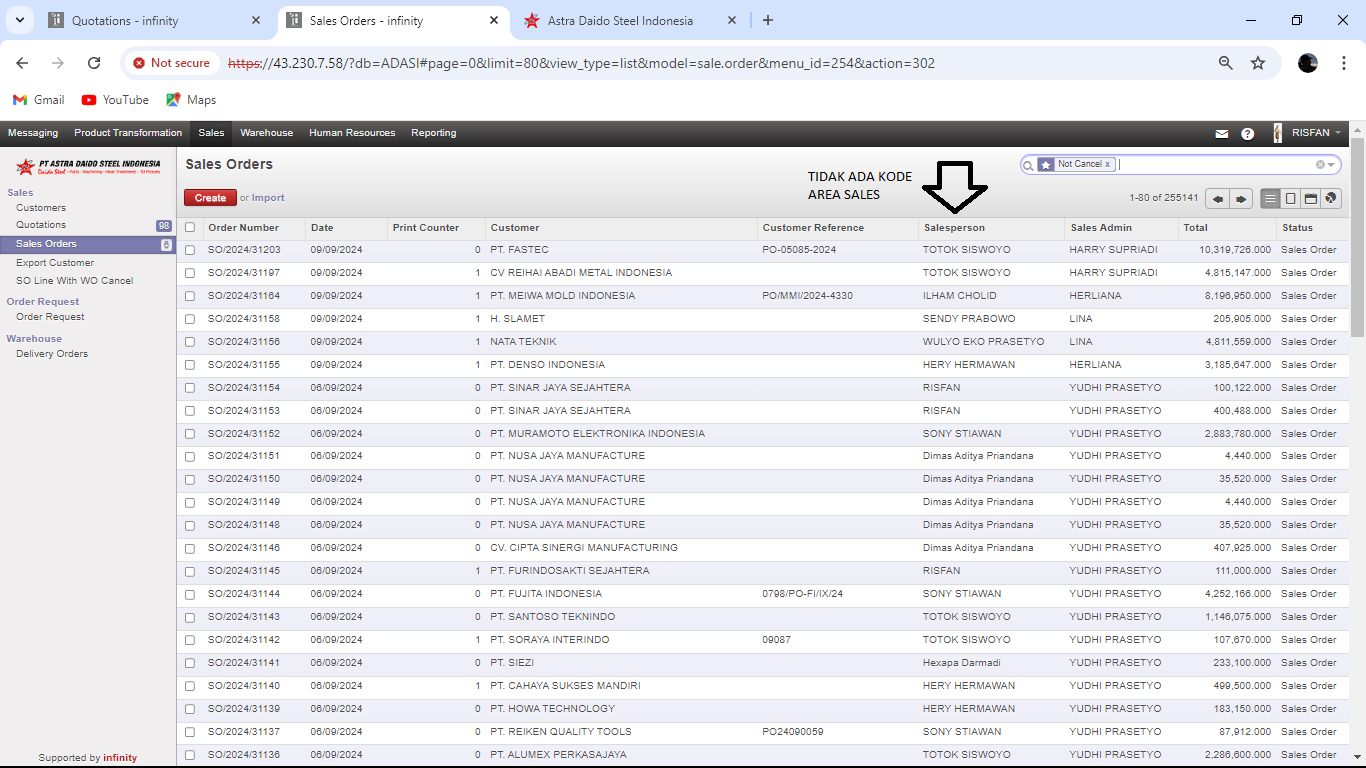 Quotations - infinity
Sales Orders - infinity
Astra Daido Steel Indonesia
Not secure
https://43.230.7.58/?db=ADASI#page=0&limit=80&view_type=list&model=sale.order&menu_id=254&action=302
Gmail
YouTube
Maps
Messaging Product Transformation Sales Warehouse Human Resources Reporting
RISFAN
PT ASTRA DAIDO STEEL INDONESIA
Sales
Customers
Quotations 98
Sales Orders 6
Export Customer
SO Line With WO Cancel
Order Request
Order Request
Warehouse
Delivery Orders
Supported by infinity
Sales Orders
Not Cancel x
Create or Import
TIDAK ADA KODE
AREA SALES
1-80 of 255141
Order Number Date Print Counter Customer Customer Reference Salesperson Sales Admin Total Status
SO/2024/31203 09/09/2024 0 PT. FASTEC PO-05085-2024 TOTOK SISWOYO HARRY SUPRIADI 10,319,726.000 Sales Order
SO/2024/31197 09/09/2024 1 CV REIHAI ABADI METAL INDONESIA TOTOK SISWOYO HARRY SUPRIADI 4,815,147.000 Sales Order
SO/2024/31164 09/09/2024 1 PT. MEIWA MOLD INDONESIA PO/MMI/2024-4330 ILHAM CHOLID HERLIANA 8,196,950.000 Sales Order
SO/2024/31158 09/09/2024 1 H. SLAMET SENDY PRABOWO LINA 205,905.000 Sales Order
SO/2024/31156 09/09/2024 1 NATA TEKNIK WULYO EKO PRASETYO LINA 4,811,559.000 Sales Order
SO/2024/31155 09/09/2024 1 PT. DENSO INDONESIA HERY HERMAWAN HERLIANA 3,185,647.000 Sales Order
SO/2024/31154 06/09/2024 0 PT. SINAR JAYA SEJAHTERA RISFAN YUDHI PRASETYO 100,122.000 Sales Order
SO/2024/31153 06/09/2024 0 PT. SINAR JAYA SEJAHTERA RISFAN YUDHI PRASETYO 400,488.000 Sales Order
SO/2024/31152 06/09/2024 0 PT. MURAMOTO ELEKTRONIKA INDONESIA SONY STIAWAN YUDHI PRASETYO 2,883,780.000 Sales Order
SO/2024/31151 06/09/2024 0 PT. NUSA JAYA MANUFACTURE Dimas Aditya Priandana YUDHI PRASETYO 4,440.000 Sales Order
SO/2024/31150 06/09/2024 0 PT. NUSA JAYA MANUFACTURE Dimas Aditya Priandana YUDHI PRASETYO 35,520.000 Sales Order
SO/2024/31149 06/09/2024 0 PT. NUSA JAYA MANUFACTURE Dimas Aditya Priandana YUDHI PRASETYO 4,440.000 Sales Order
SO/2024/31148 06/09/2024 0 PT. NUSA JAYA MANUFACTURE Dimas Aditya Priandana YUDHI PRASETYO 35,520.000 Sales Order
SO/2024/31146 06/09/2024 0 CV. CIPTA SINERGI MANUFACTURING Dimas Aditya Priandana YUDHI PRASETYO 407,925.000 Sales Order
SO/2024/31145 06/09/2024 1 PT. FURINDOSAKTI SEJAHTERA RISFAN YUDHI PRASETYO 111,000.000 Sales Order
SO/2024/31144 06/09/2024 0 PT. FUJITA INDONESIA 0798/PO-FI/IX/24 SONY STIAWAN YUDHI PRASETYO 4,252,166.000 Sales Order
SO/2024/31143 06/09/2024 0 PT. SANTOSO TEKNINDO TOTOK SISWOYO YUDHI PRASETYO 1,146,075.000 Sales Order
SO/2024/31142 06/09/2024 1 PT. SORAYA INTERINDO 09087 TOTOK SISWOYO YUDHI PRASETYO 107,670.000 Sales Order
SO/2024/31141 06/09/2024 0 PT. SIEZI Hexapa Darmadi YUDHI PRASETYO 233,100.000 Sales Order
SO/2024/31140 06/09/2024 1 PT. CAHAYA SUKSES MANDIRI HERY HERMAWAN YUDHI PRASETYO 499,500.000 Sales Order
SO/2024/31139 06/09/2024 0 PT. HOWA TECHNOLOGY HERY HERMAWAN YUDHI PRASETYO 183,150.000 Sales Order
SO/2024/31137 06/09/2024 0 PT. REIKEN QUALITY TOOLS PO24090059 SONY STIAWAN YUDHI PRASETYO 87,912.000 Sales Order
SO/2024/31136 06/09/2024 0 PT. ALUMEX PERKASAJAYA TOTOK SISWOYO YUDHI PRASETYO 2,286,600.000 Sales Order